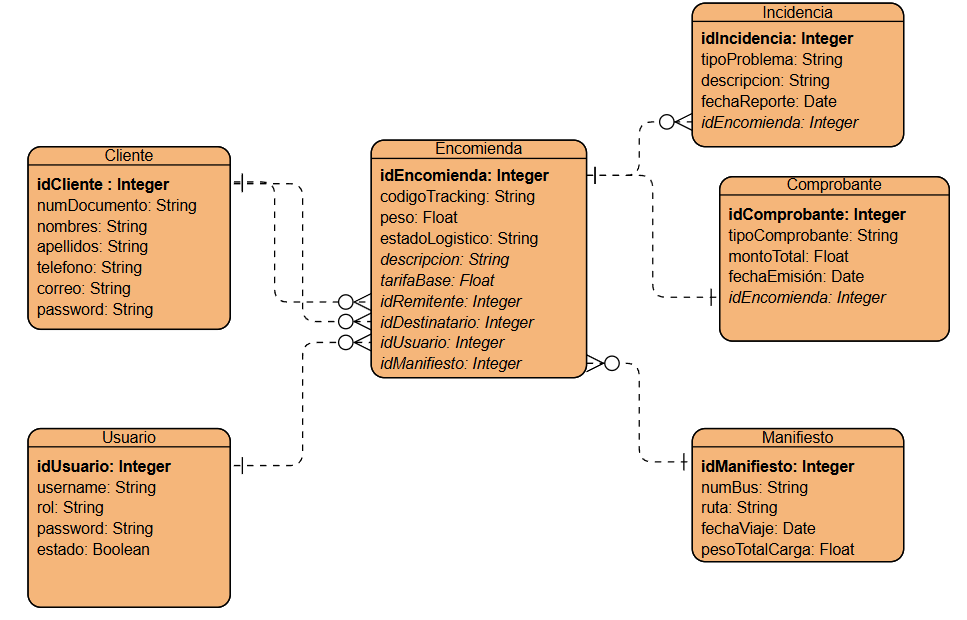 Incidencia
idIncidencia: Integer
tipoProblema: String
descripcion: String
fechaReporte: Date
idEncomienda: Integer
Cliente
idCliente : Integer
numDocumento: String
nombres: String
apellidos: String
telefono: String
correo: String
password: String
Encomienda
idEncomienda: Integer
codigoTracking: String
peso: Float
estadoLogistico: String
descripcion: String
tarifaBase: Float
idRemitente: Integer
idDestinatario: Integer
idUsuario: Integer
idManifiesto: Integer
Comprobante
idComprobante: Integer
tipoComprobante: String
montoTotal: Float
fechaEmisión: Date
idEncomienda: Integer
Usuario
idUsuario: Integer
username: String
rol: String
password: String
estado: Boolean
Manifiesto
idManifiesto: Integer
numBus: String
ruta: String
fechaViaje: Date
pesoTotalCarga: Float